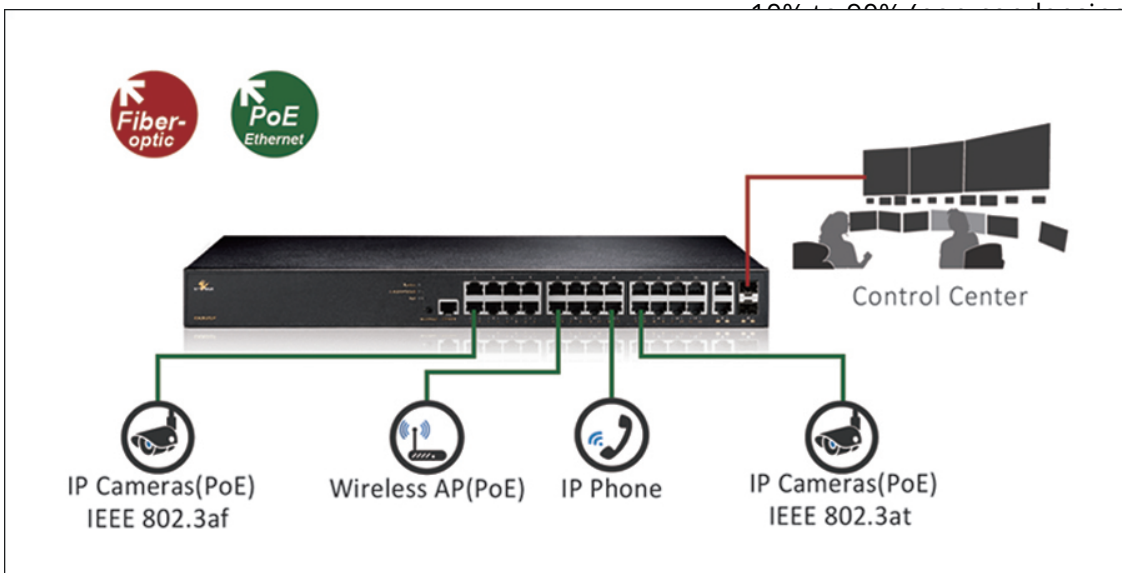 Fiber-
optic
PoE
Ethernet
Control Center
IP Cameras(PoE)
IEEE 802.3af
Wireless AP(PoE)
IP Phone
IP Cameras(PoE)
IEEE 802.3at